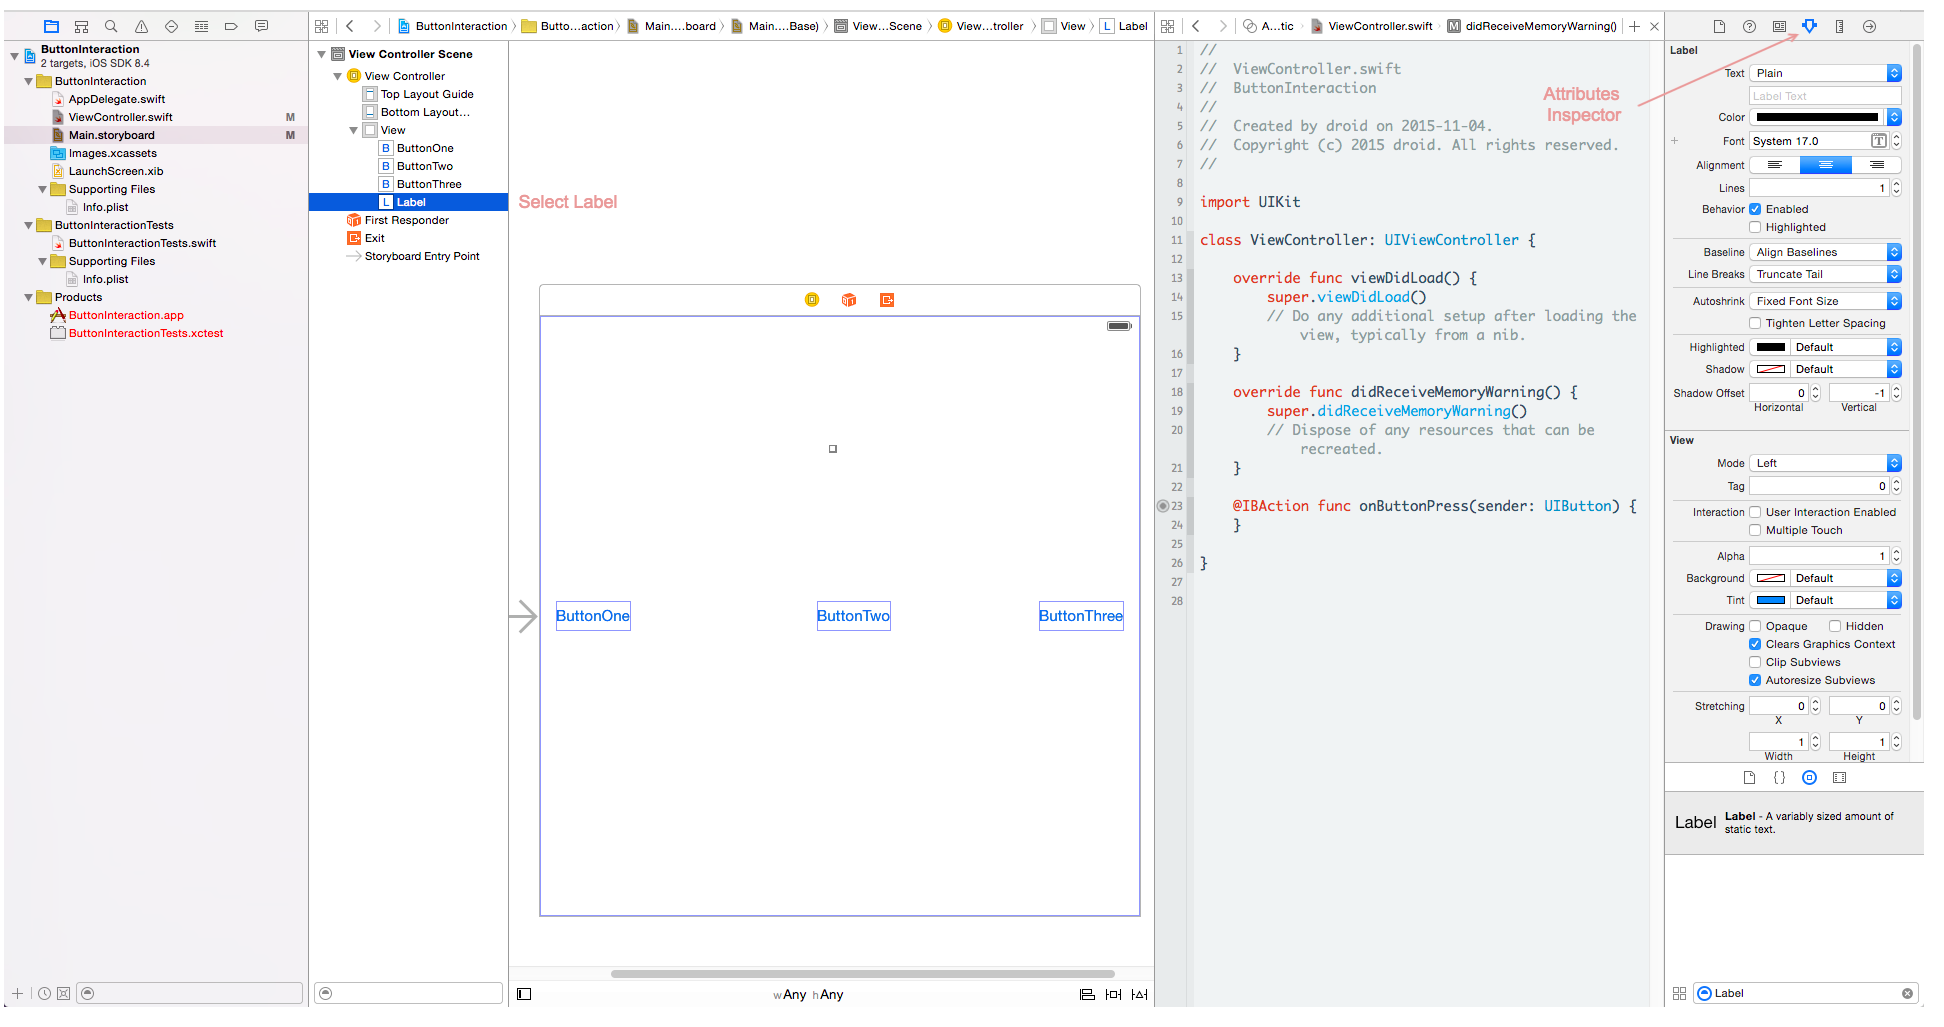 ButtonInteraction
2 targets, iOS SDK 8.4
ButtonInteraction
AppDelegate.swift
ViewController.swift M
Main.storyboard M
Images.xcassets
LaunchScreen.xib
Supporting Files
Info.plist
ButtonInteractionTests
ButtonInteractionTests.swift
Supporting Files
Info.plist
Products
ButtonInteraction.app
ButtonInteractionTests.xctest
ButtonInteraction Butto...action Main....board Main....Base) View...Scene View...troller View L Label
View Controller Scene
View Controller
Top Layout Guide
Bottom Layout...
View
B ButtonOne
B ButtonTwo
B ButtonThree
L Label
First Responder
Exit
Storyboard Entry Point
Select Label
ButtonOne ButtonTwo ButtonThree
wAny hAny
A...tic ViewController.swift M didReceiveMemoryWarning()
1 //
2 //  ViewController.swift
3 //  ButtonInteraction
4 //
5 //  Created by droid on 2015-11-04.
6 //  Copyright (c) 2015 droid. All rights reserved.
7 //
8
9 import UIKit
10
11 class ViewController: UIViewController {
12
13 override func viewDidLoad() {
14 super.viewDidLoad()
15 // Do any additional setup after loading the
view, typically from a nib.
16 }
17
18 override func didReceiveMemoryWarning() {
19 super.didReceiveMemoryWarning()
20 // Dispose of any resources that can be
recreated.
21 }
22
23 @IBAction func onButtonPress(sender: UIButton) {
24 }
25
26 }
27
28
Attributes
Inspector
Label
Text Plain
Label Text
Color
Font System 17.0 T
Alignment
Lines 1
Behavior Enabled
Highlighted
Baseline Align Baselines
Line Breaks Truncate Tail
Autoshrink Fixed Font Size
Tighten Letter Spacing
Highlighted Default
Shadow Default
Shadow Offset 0 -1
Horizontal Vertical
View
Mode Left
Tag 0
Interaction User Interaction Enabled
Multiple Touch
Alpha 1
Background Default
Tint Default
Drawing Opaque Hidden
Clears Graphics Context
Clip Subviews
Autoresize Subviews
Stretching 0 0
X Y
1 1
Width Height
{}
Label Label - A variably sized amount of
static text.
Label